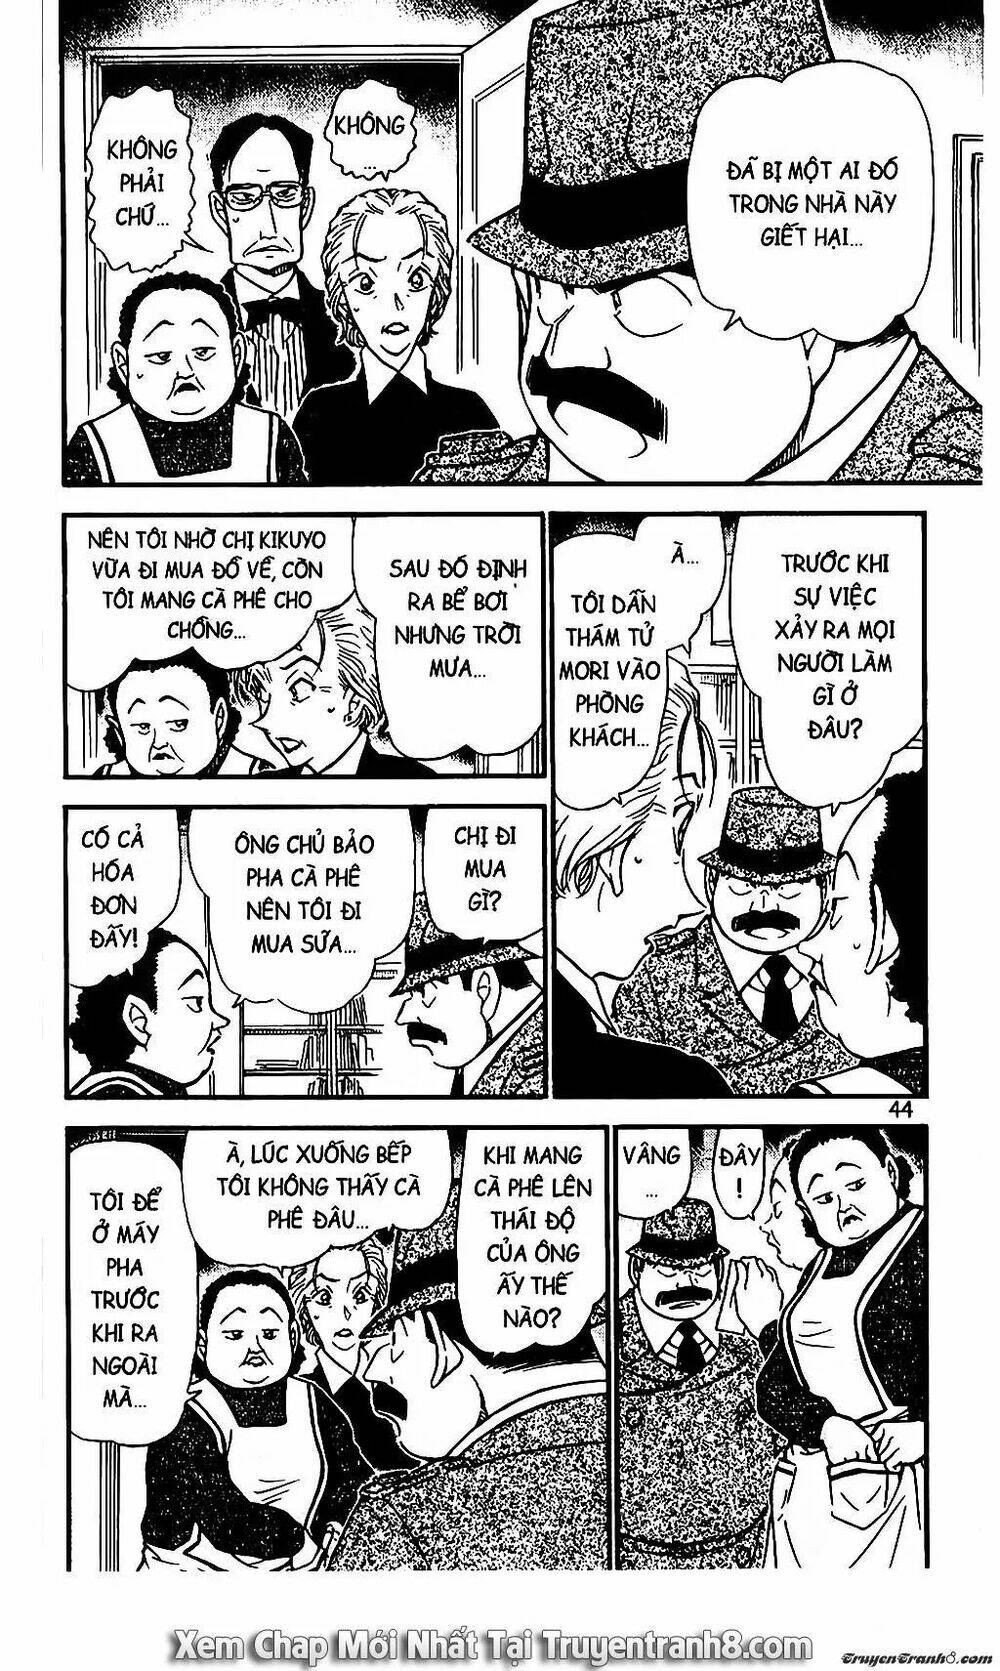 ĐÃ BỊ MỘT AI ĐÓ
TRONG NHÀ NÀY
GIẾT HẠI...
KHÔNG
...
KHÔNG
PHẢI
CHỨ...
TRƯỚC KHI
SỰ VIỆC
XẢY RA MỌI
NGƯỜI LÀM
GÌ Ở
ĐÂU?
À...
TÔI DẪN
THÁM TỬ
MORI VÀO
PHÒNG
KHÁCH...
SAU ĐÓ ĐỊNH
RA BỂ BƠI
NHƯNG TRỜI
MƯA...
NÊN TÔI NHỜ CHỊ KIKUYO
VỪA ĐI MUA ĐỒ VỀ, CÒN
TÔI MANG CÀ PHÊ CHO
CHỒNG...
CHỊ ĐI
MUA
GÌ?
ÔNG CHỦ BẢO
PHA CÀ PHÊ
NÊN TÔI ĐI
MUA SỮA...
CÓ CẢ
HÓA
ĐƠN
ĐẤY!
44
ĐÂY
!
VÂNG
...
KHI MANG
CÀ PHÊ LÊN
THÁI ĐỘ
CỦA ÔNG
ẤY THẾ
NÀO?
À, LÚC XUỐNG BẾP
TÔI KHÔNG THẤY CÀ
PHÊ ĐÂU...
TÔI ĐỂ
Ở MÁY
PHA
TRƯỚC
KHI RA
NGOÀI
MÀ...
Xem Chap Mới Nhất Tại Truyentranh8.com
TruyenTranh8.com